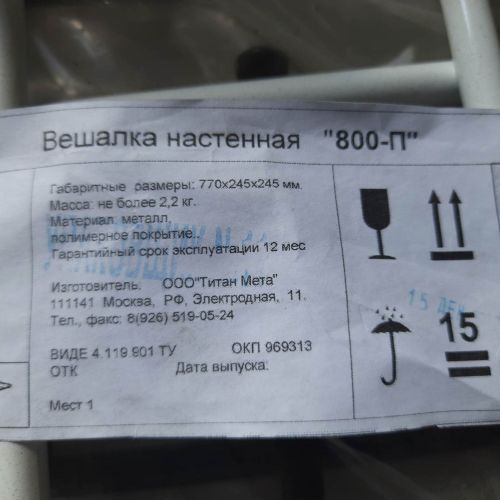 Вешалка настенная "800-П"
Габаритные размеры: 770х245х245 мм.
Масса: не более 2,2 кг.
Материал: металл,
полимерное покрытие..
Гарантийный срок эксплуатации 12 мес
Изготовитель: ООО"Титан Мета"
111141 Москва, РФ, Электродная, 11.
Тел., факс: 8(926) 519-05-24
ВИДЕ 4.119.901 ТУ ОКП 969313
ОТК Дата выпуска:
Мест 1
15 ДЕК
15